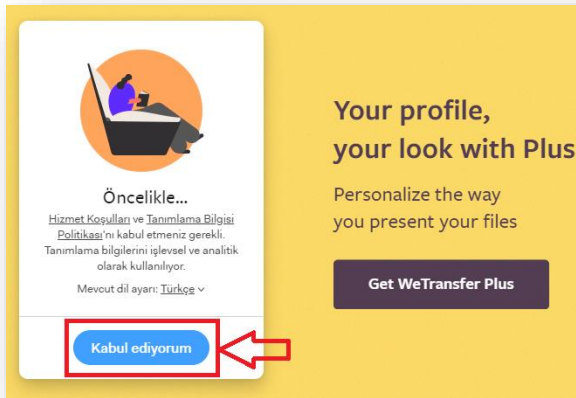 Öncelikle...
Hizmet Koşulları ve Tanımlama Bilgisi
Politikası'nı kabul etmeniz gerekli.
Tanımlama bilgilerini işlevsel ve analitik
olarak kullanılıyor.
Mevcut dil ayarı: Türkçe
Kabul ediyorum
Your profile,
your look with Plus
Personalize the way
you present your files
Get WeTransfer Plus